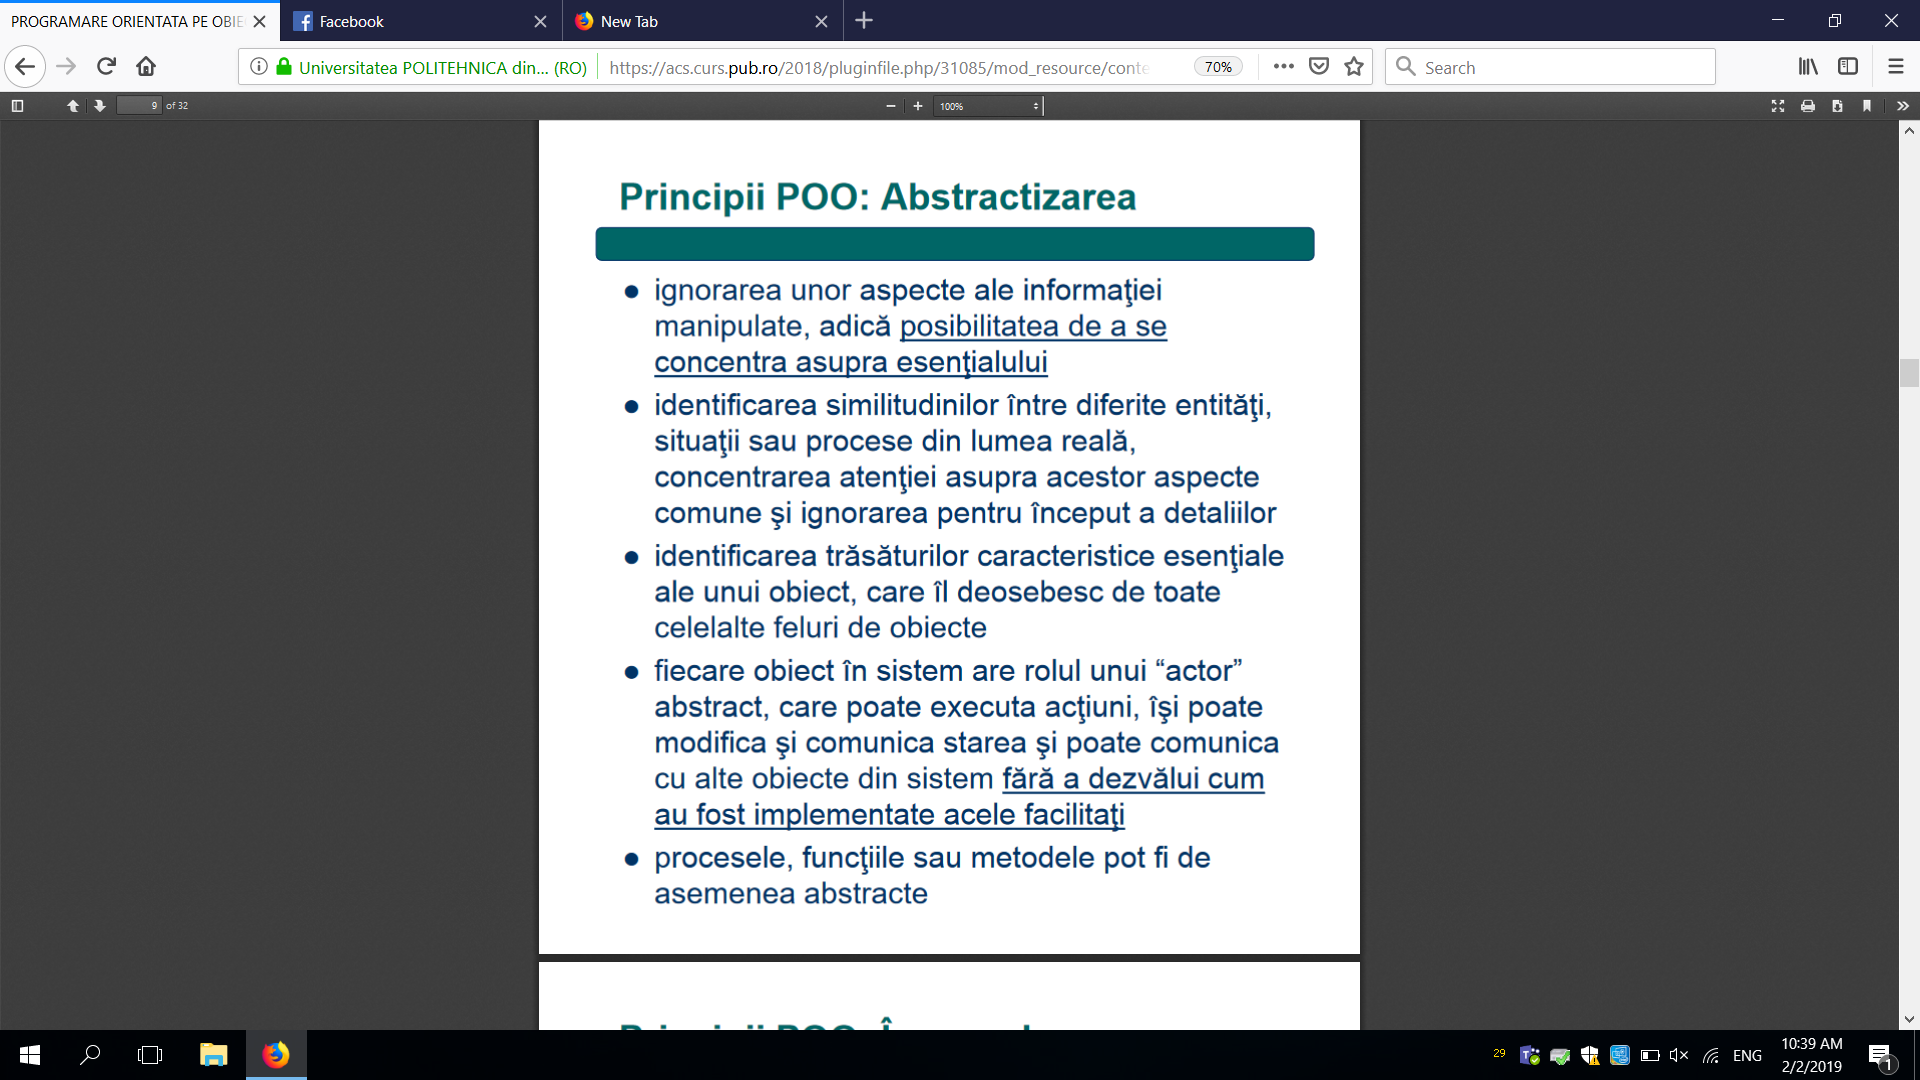 PROGRAMARE ORIENTATA PE OBIE
Facebook
New Tab
Universitatea POLITEHNICA din... (RO)
https://acs.curs.pub.ro/2018/pluginfile.php/31085/mod_resource/conte
70%
Search
9 of 32
100%
Principii POO: Abstractizarea
● ignorarea unor aspecte ale informaţiei
manipulate, adică posibilitatea de a se
concentra asupra esenţialului
● identificarea similitudinilor între diferite entităţi,
situaţii sau procese din lumea reală,
concentrarea atenţiei asupra acestor aspecte
comune şi ignorarea pentru început a detaliilor
● identificarea trăsăturilor caracteristice esenţiale
ale unui obiect, care îl deosebesc de toate
celelalte feluri de obiecte
● fiecare obiect în sistem are rolul unui “actor”
abstract, care poate executa acţiuni, îşi poate
modifica şi comunica starea şi poate comunica
cu alte obiecte din sistem fără a dezvălui cum
au fost implementate acele facilitaţi
● procesele, funcţiile sau metodele pot fi de
asemenea abstracte
29
ENG
10:39 AM
2/2/2019
1